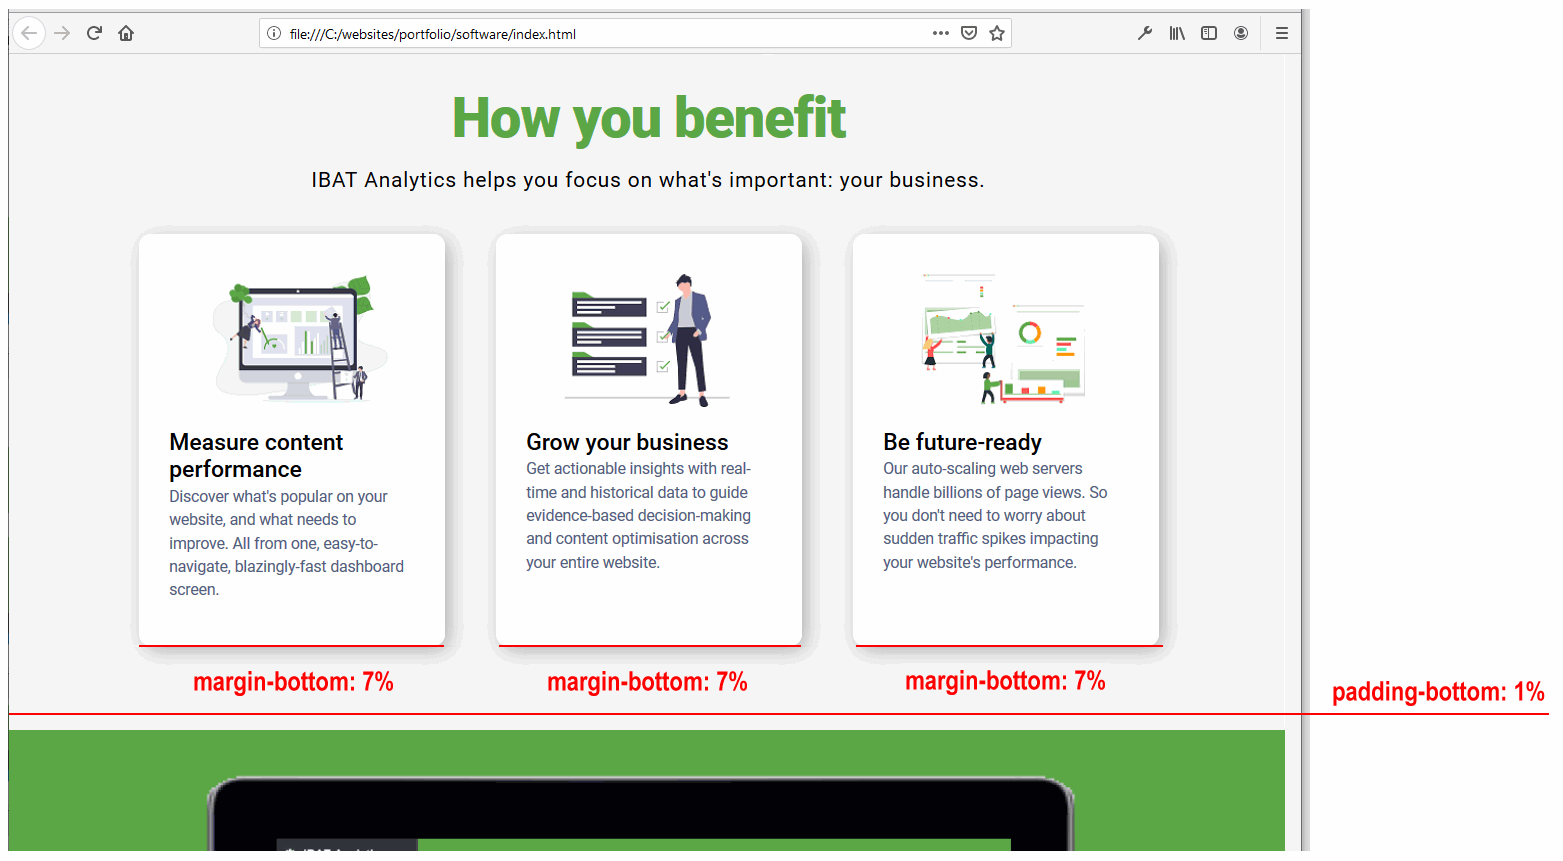 file:///C:/websites/portfolio/software/index.html
How you benefit
IBAT Analytics helps you focus on what's important: your business.
Measure content
performance
Discover what's popular on your
website, and what needs to
improve. All from one, easy-to-
navigate, blazingly-fast dashboard
screen.
Grow your business
Get actionable insights with real-
time and historical data to guide
evidence-based decision-making
and content optimisation across
your entire website.
Be future-ready
Our auto-scaling web servers
handle billions of page views. So
you don't need to worry about
sudden traffic spikes impacting
your website's performance.
margin-bottom: 7%
margin-bottom: 7%
margin-bottom: 7%
padding-bottom: 1%